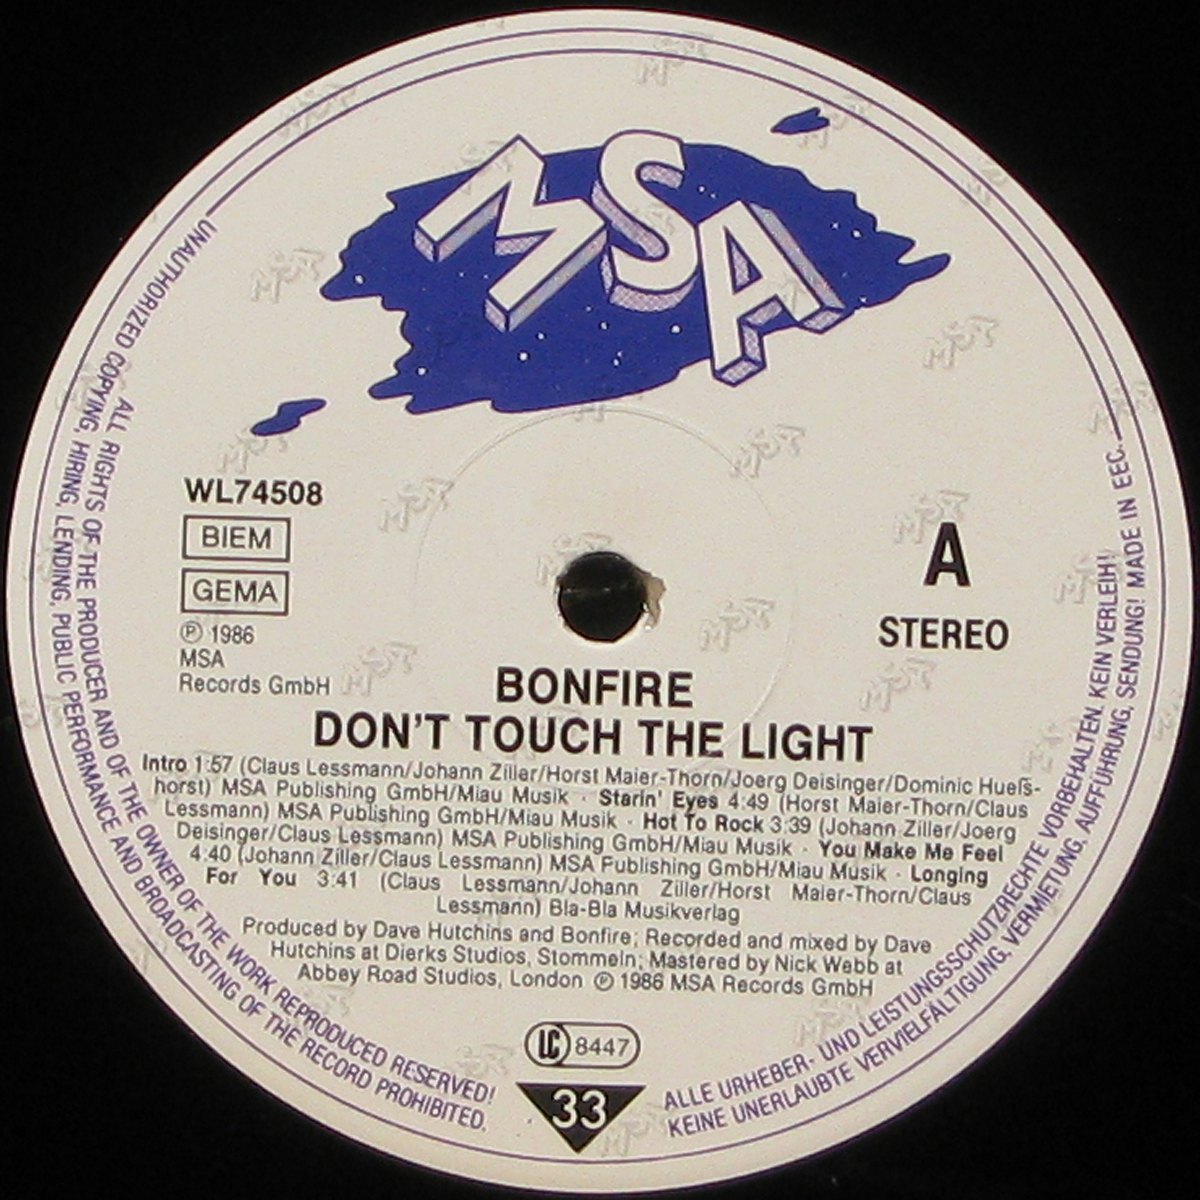 MSA
WL74508
BIEM
GEMA
℗ 1986
MSA
Records GmbH
A
STEREO
BONFIRE
DON'T TOUCH THE LIGHT
Intro 1:57 (Claus Lessmann/Johann Ziller/Horst Maier-Thorn/Joerg Deisinger/Dominic Huels-
horst) MSA Publishing GmbH/Miau Musik · Starin' Eyes 4:49 (Horst Maier-Thorn/Claus
Lessmann) MSA Publishing GmbH/Miau Musik · Hot To Rock 3:39 (Johann Ziller/Joerg
Deisinger/Claus Lessmann) MSA Publishing GmbH/Miau Musik · You Make Me Feel
4:40 (Johann Ziller/Claus Lessmann) MSA Publishing GmbH/Miau Musik · Longing
For You 3:41 (Claus Lessmann/Johann Ziller/Horst Maier-Thorn/Claus
Lessmann) Bla-Bla Musikverlag
Produced by Dave Hutchins and Bonfire; Recorded and mixed by Dave
Hutchins at Dierks Studios, Stommeln; Mastered by Nick Webb at
Abbey Road Studios, London ℗ 1986 MSA Records GmbH
LC 8447
33
ALL RIGHTS OF THE PRODUCER AND OF THE OWNER OF THE WORK REPRODUCED RESERVED!
UNAUTHORIZED COPYING, HIRING, LENDING, PUBLIC PERFORMANCE AND BROADCASTING OF THE RECORD PROHIBITED.
ALLE URHEBER- UND LEISTUNGSSCHUTZRECHTE VORBEHALTEN. KEIN VERLEIH!
KEINE UNERLAUBTE VERVIELFÄLTIGUNG, VERMIETUNG, AUFFÜHRUNG, SENDUNG! MADE IN EEC.